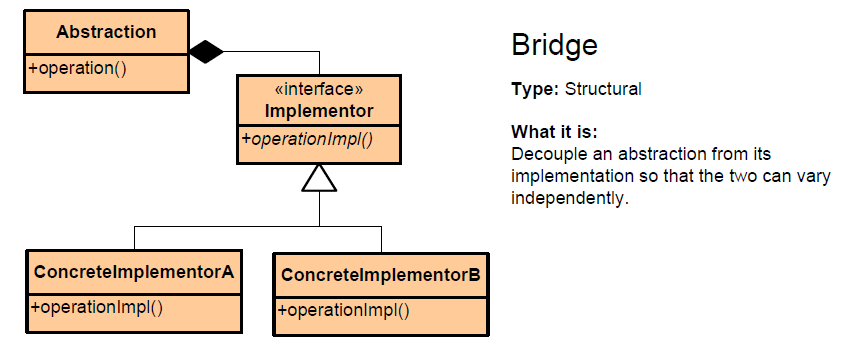 Abstraction
+operation()
«interface»
Implementor
+operationImpl()
ConcreteImplementorA
+operationImpl()
ConcreteImplementorB
+operationImpl()
Bridge
Type: Structural
What it is:
Decouple an abstraction from its
implementation so that the two can vary
independently.